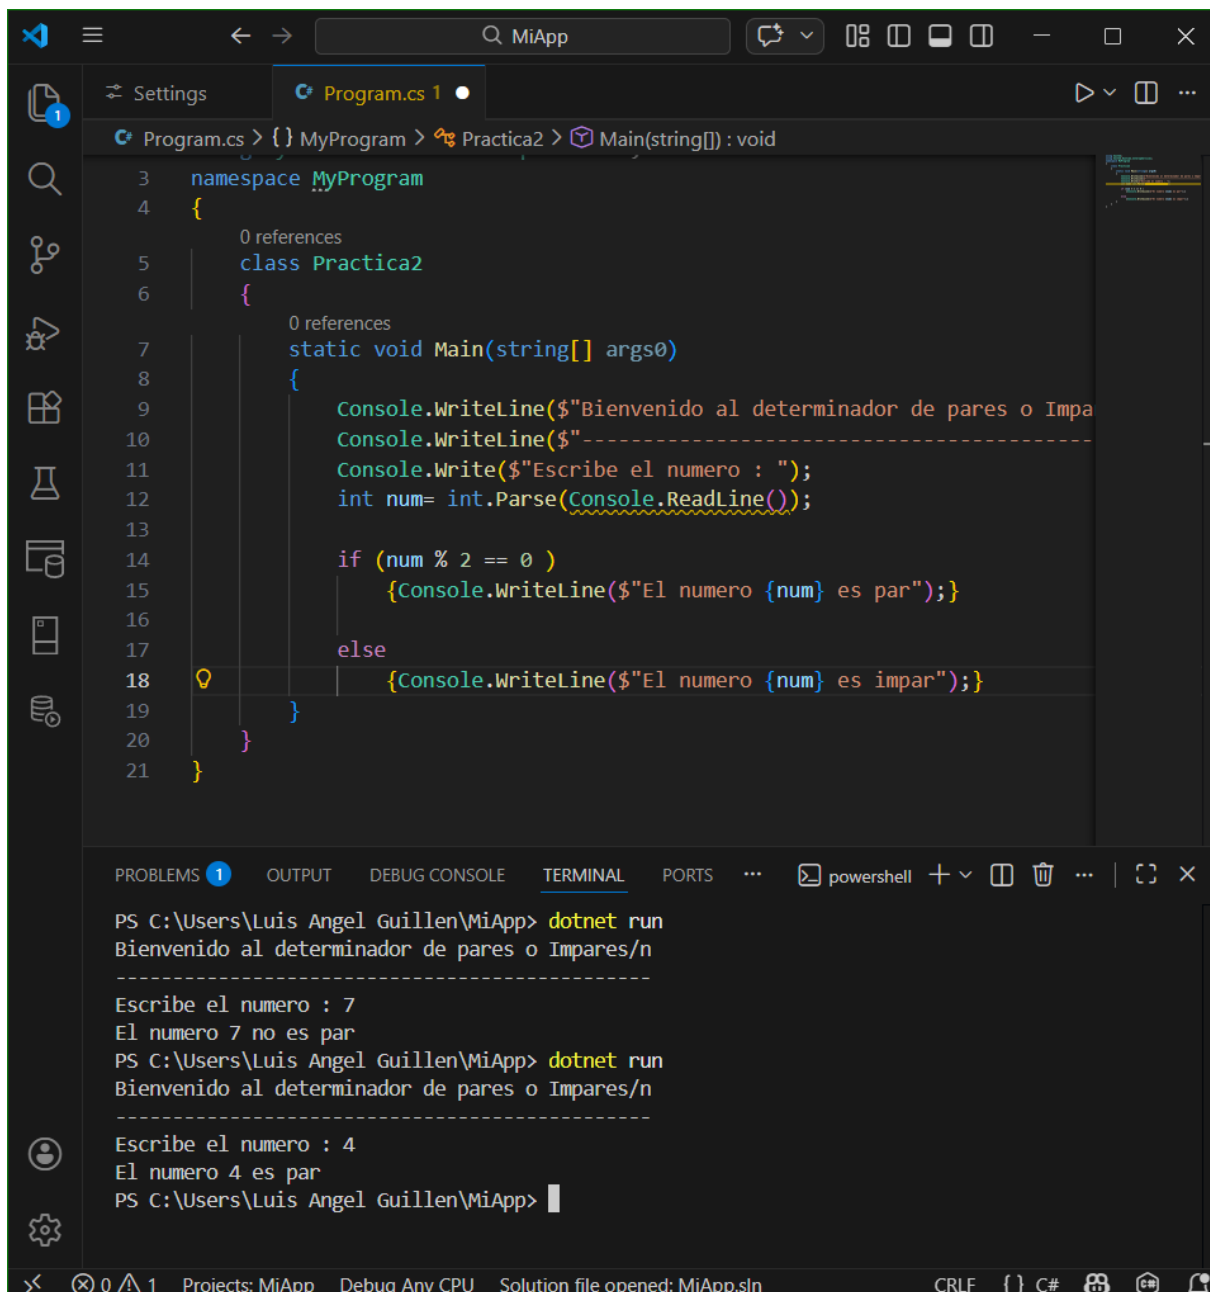 MiApp
Settings
Program.cs 1
Program.cs > { } MyProgram > Practica2 > Main(string[]) : void
3 namespace MyProgram
4 {
0 references
5 class Practica2
6 {
0 references
7 static void Main(string[] args0)
8 {
9 Console.WriteLine($"Bienvenido al determinador de pares o Impa
10 Console.WriteLine($"------------------------------------------
11 Console.Write($"Escribe el numero : ");
12 int num= int.Parse(Console.ReadLine());
13
14 if (num % 2 == 0 )
15 {Console.WriteLine($"El numero {num} es par");}
16
17 else
18 {Console.WriteLine($"El numero {num} es impar");}
19 }
20 }
21 }
1
PROBLEMS 1 OUTPUT DEBUG CONSOLE TERMINAL PORTS ... powershell
PS C:\Users\Luis Angel Guillen\MiApp> dotnet run
Bienvenido al determinador de pares o Impares/n
-----------------------------------------------
Escribe el numero : 7
El numero 7 no es par
PS C:\Users\Luis Angel Guillen\MiApp> dotnet run
Bienvenido al determinador de pares o Impares/n
-----------------------------------------------
Escribe el numero : 4
El numero 4 es par
PS C:\Users\Luis Angel Guillen\MiApp>
0 1 Projects: MiApp Debug Any CPU Solution file opened: MiApp.sln CRLF { } C#